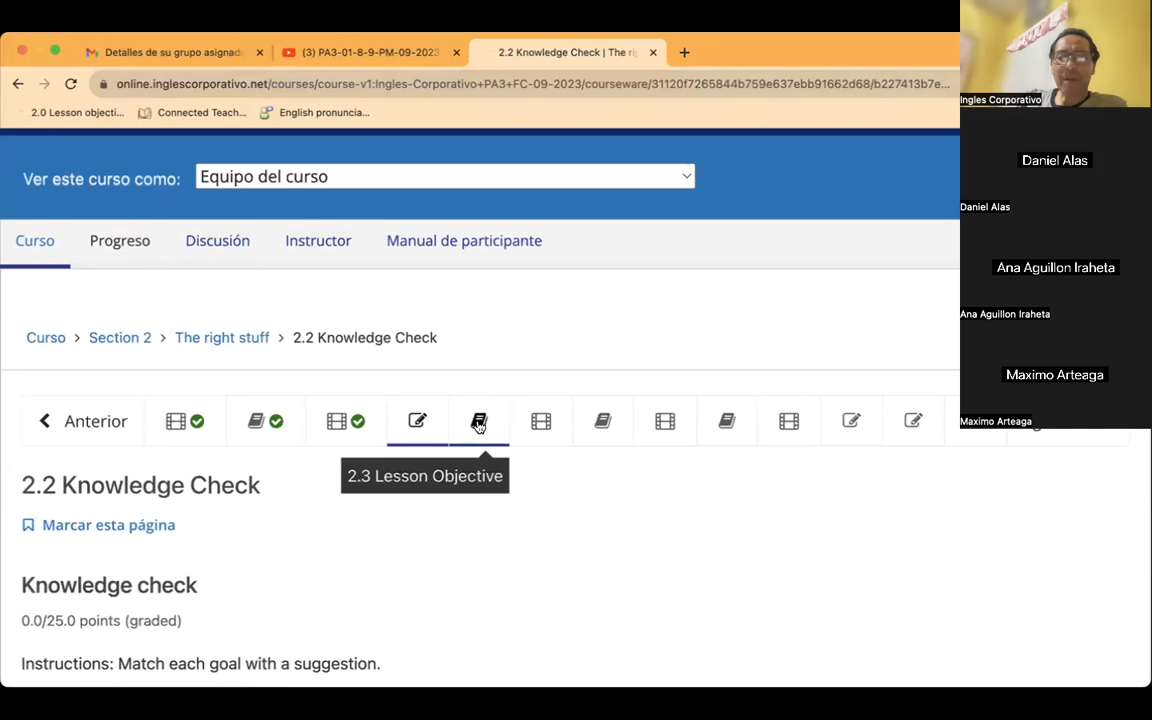 Detalles de su grupo asignad
(3) PA3-01-8-9-PM-09-2023
2.2 Knowledge Check | The ri
online.inglescorporativo.net/courses/course-v1:Ingles-Corporativo+PA3+FC-09-2023/courseware/31120f7265844b759e637ebb91662d68/b227413b7e...
2.0 Lesson objecti...
Connected Teach...
English pronuncia...
Ver este curso como:
Equipo del curso
Curso
Progreso
Discusión
Instructor
Manual de participante
Curso > Section 2 > The right stuff > 2.2 Knowledge Check
Anterior
2.3 Lesson Objective
2.2 Knowledge Check
Marcar esta página
Knowledge check
0.0/25.0 points (graded)
Instructions: Match each goal with a suggestion.
Ingles Corporativo
Daniel Alas
Daniel Alas
Ana Aguillon Iraheta
Ana Aguillon Iraheta
Maximo Arteaga
Maximo Arteaga